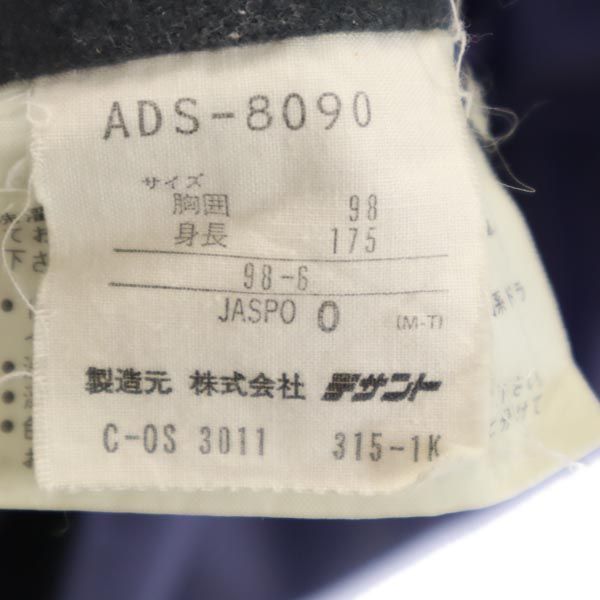 ADS-8090
サイズ
胸囲 98
身長 175
98-6
JASPO O (M-T)
製造元 株式会社 デサント
C-OS 3011 315-1K